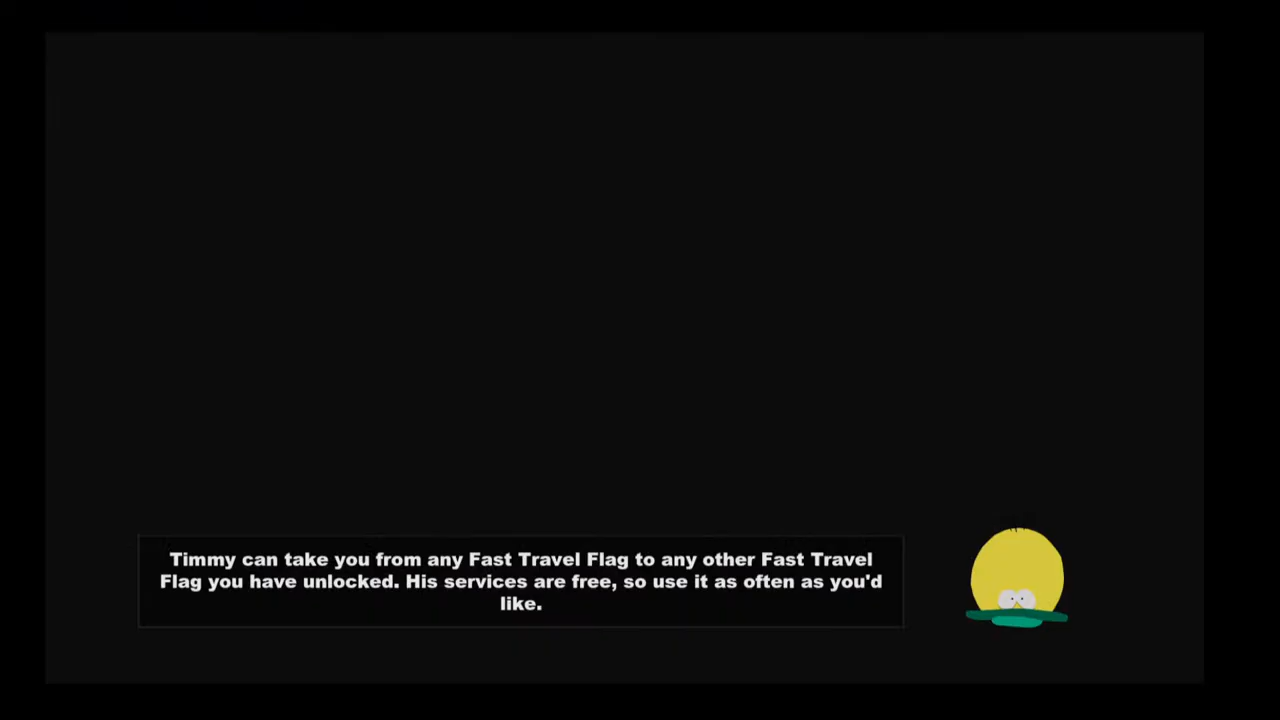 Timmy can take you from any Fast Travel Flag to any other Fast Travel
Flag you have unlocked. His services are free, so use it as often as you'd
like.